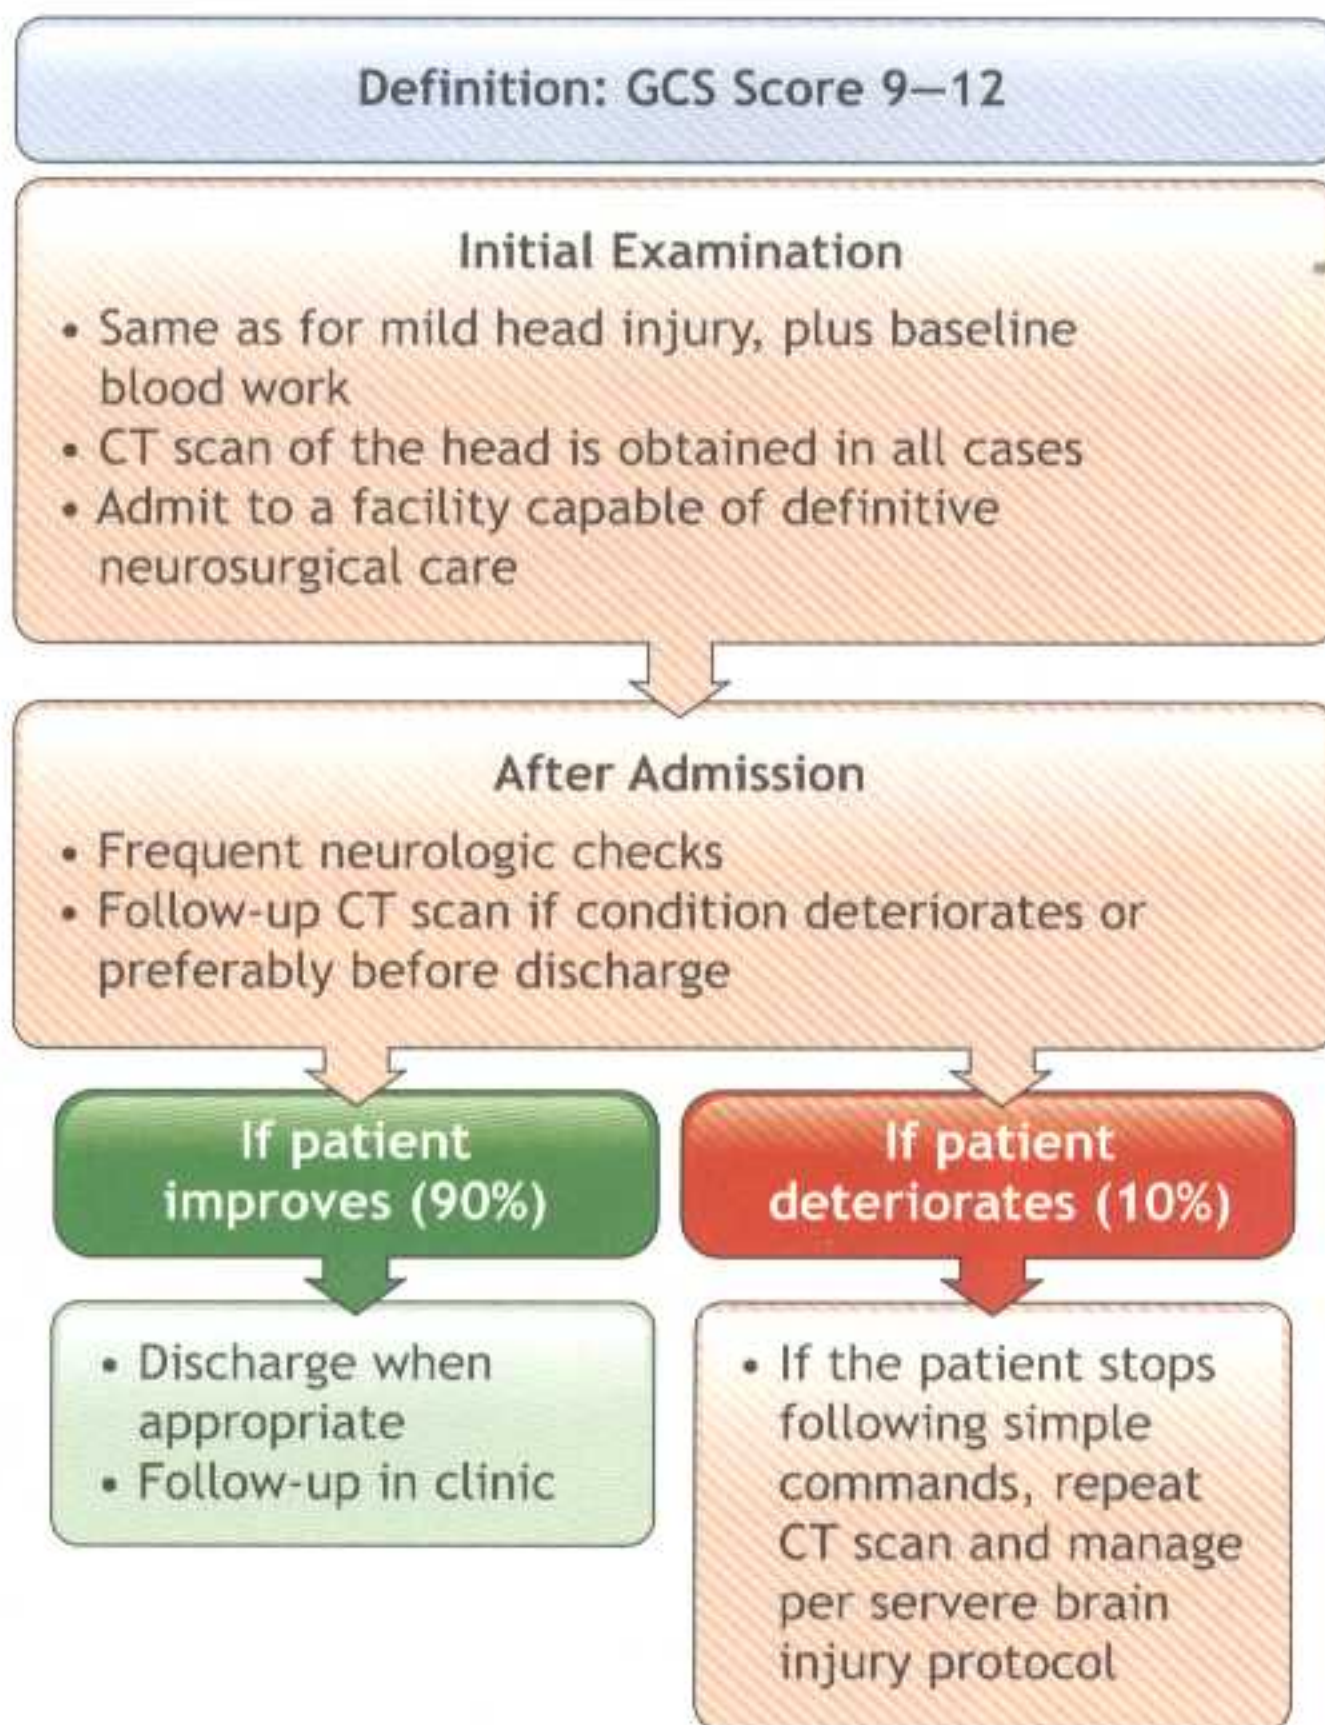 Definition: GCS Score 9—12
Initial Examination
• Same as for mild head injury, plus baseline
blood work
• CT scan of the head is obtained in all cases
• Admit to a facility capable of definitive
neurosurgical care
After Admission
• Frequent neurologic checks
• Follow-up CT scan if condition deteriorates or
preferably before discharge
If patient
improves (90%)
• Discharge when
appropriate
• Follow-up in clinic
If patient
deteriorates (10%)
• If the patient stops
following simple
commands, repeat
CT scan and manage
per servere brain
injury protocol